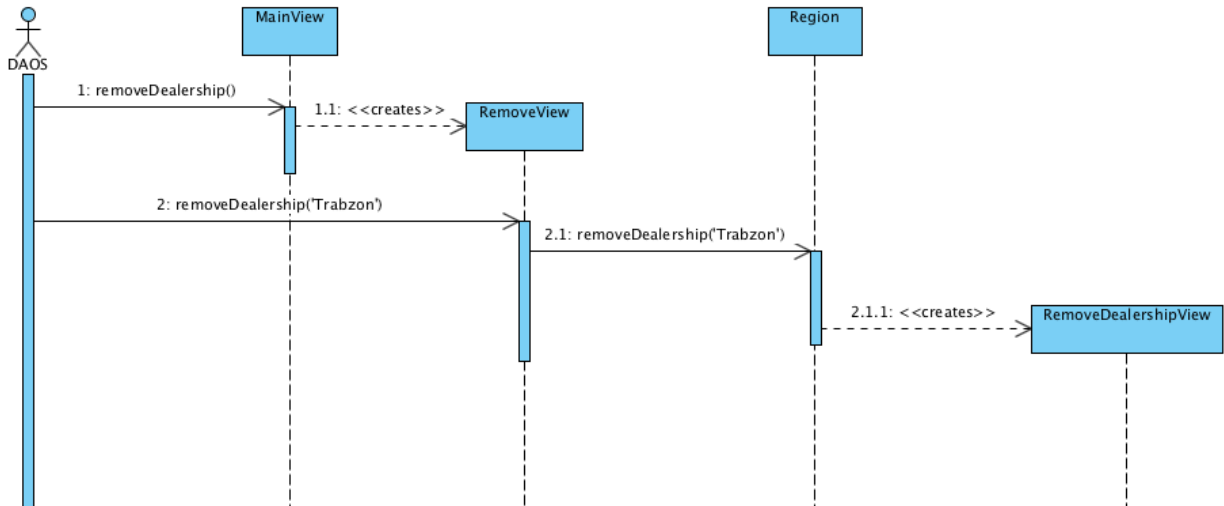 MainView
Region
DAOS
1: removeDealership()
1.1: <<creates>>
RemoveView
2: removeDealership('Trabzon')
2.1: removeDealership('Trabzon')
2.1.1: <<creates>>
RemoveDealershipView